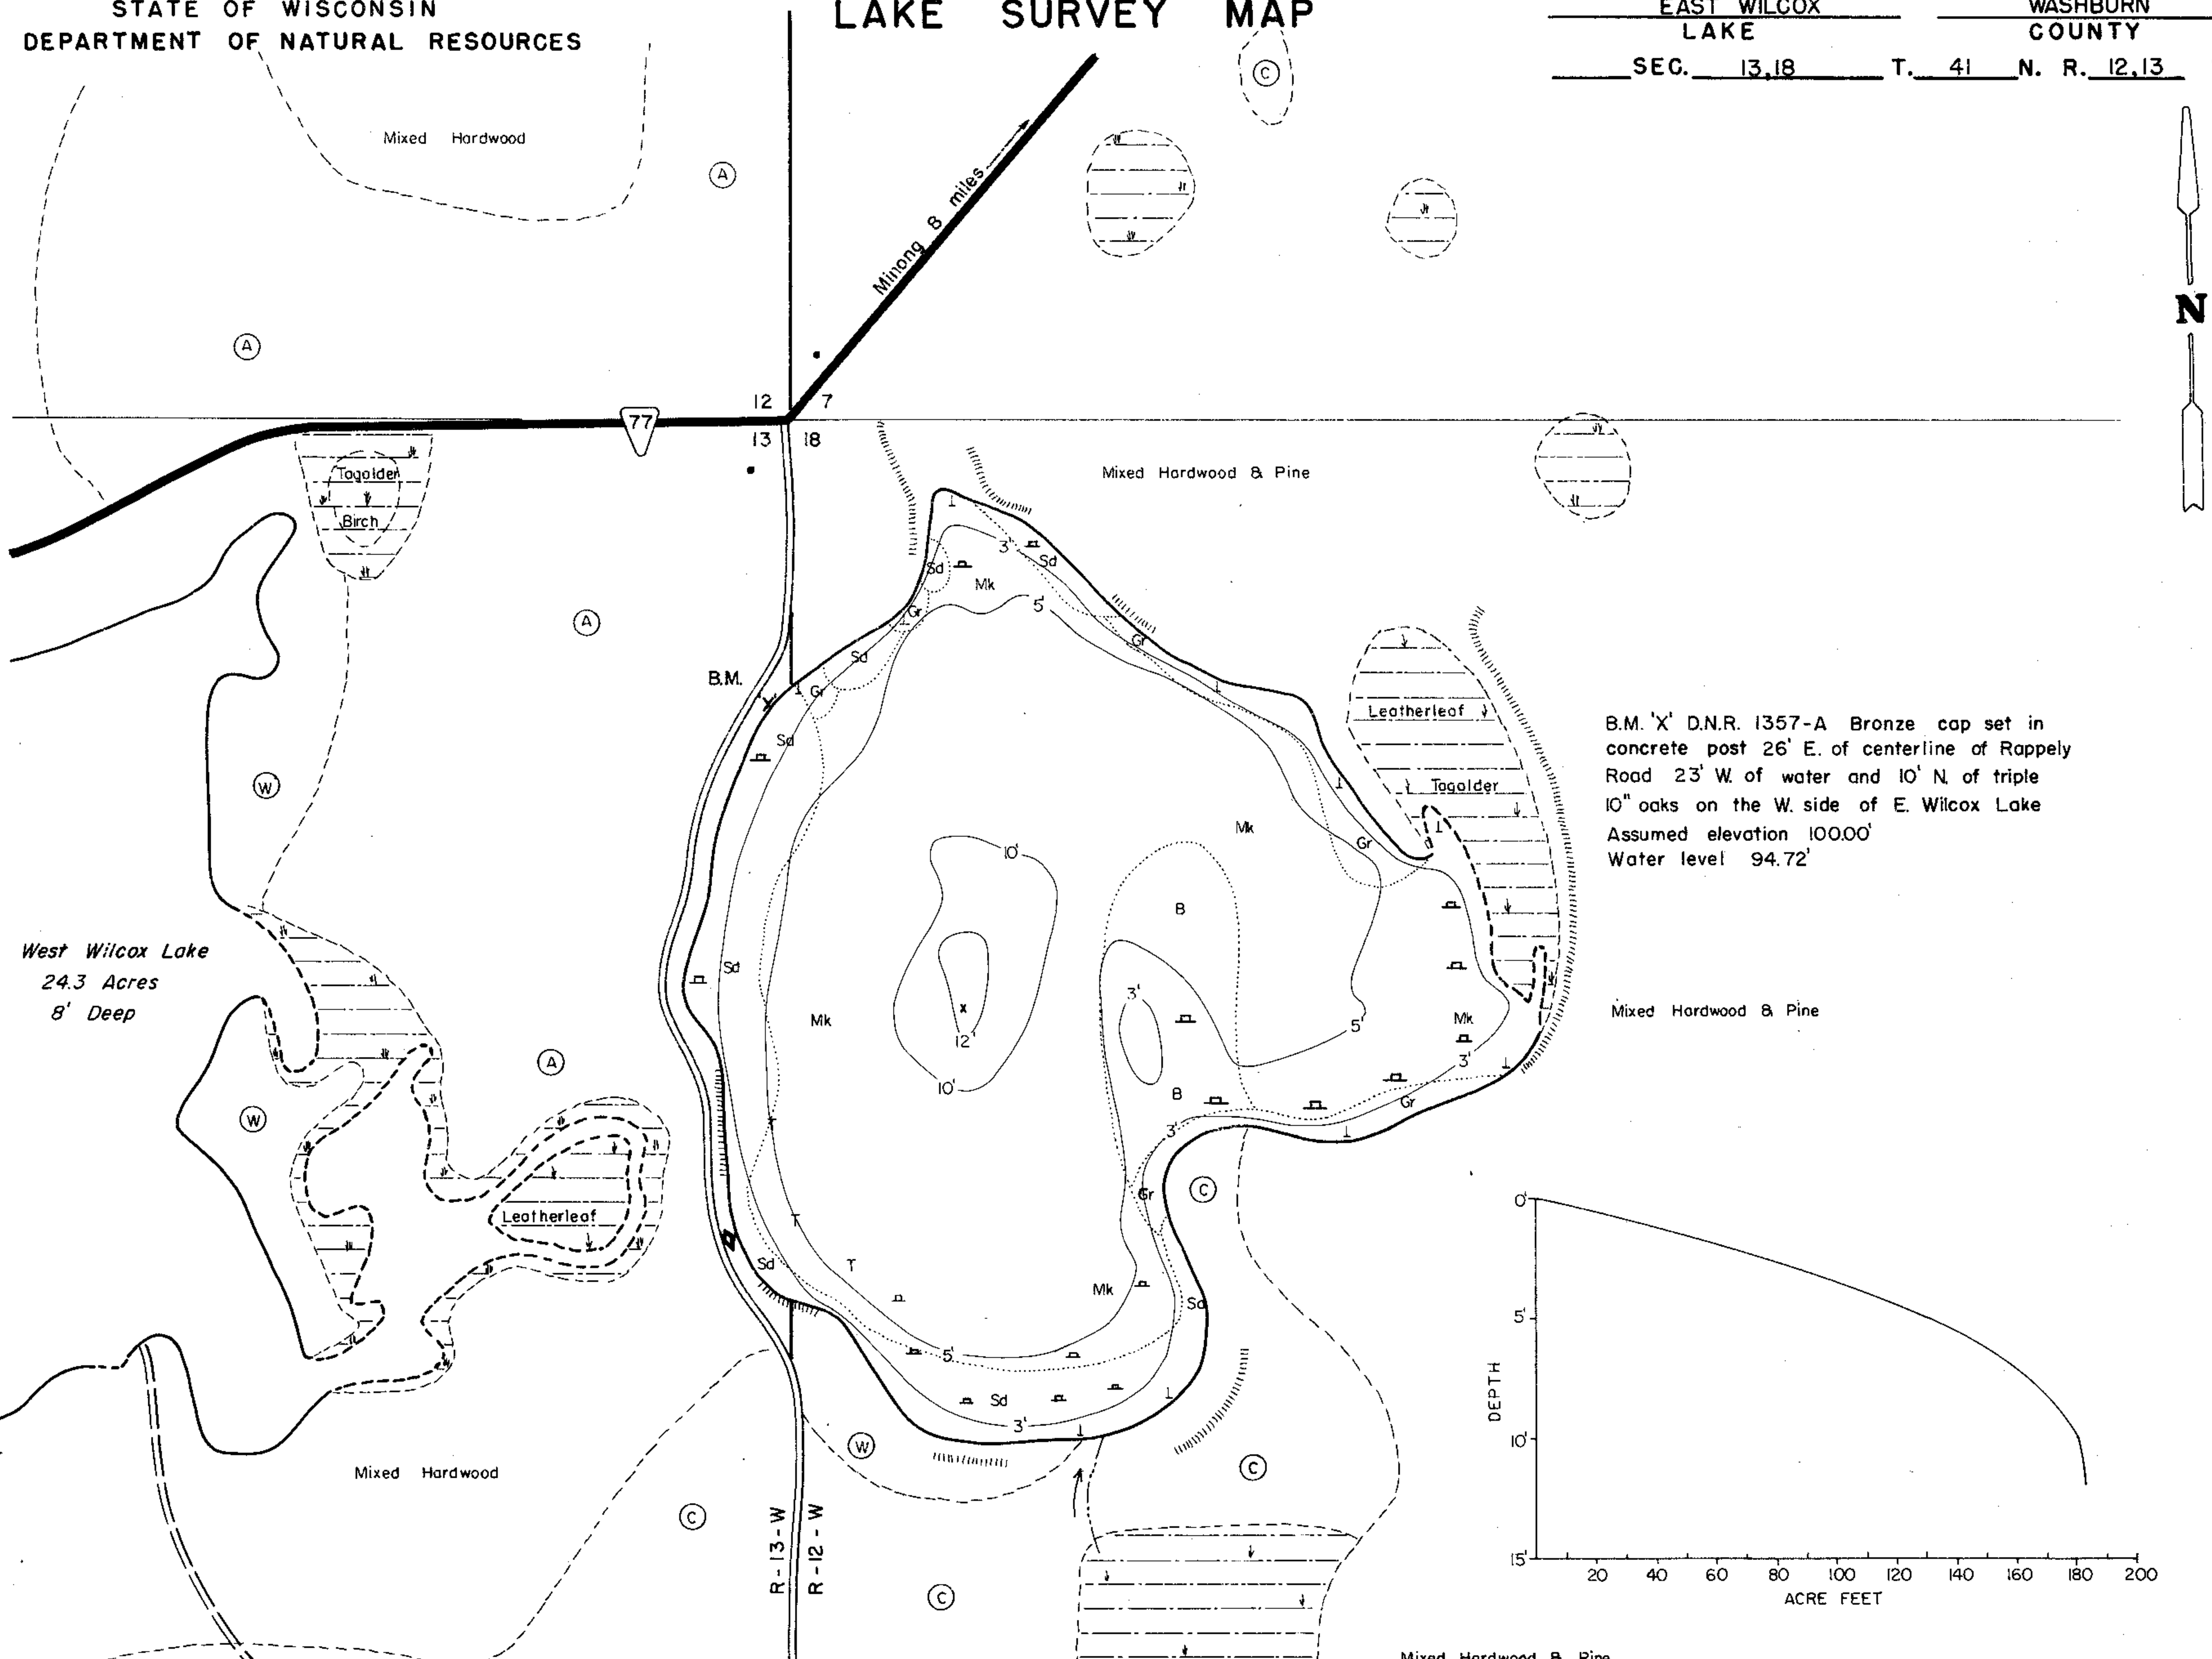 STATE OF WISCONSIN
DEPARTMENT OF NATURAL RESOURCES
LAKE SURVEY MAP
EAST WILCOX
LAKE
WASHBURN
COUNTY
SEC. 13,18 T. 41 N. R. 12,13
C
Mixed Hardwood
A
Minong 8 miles
N
A
12
7
77
13
18
Tagalder
Birch
Mixed Hardwood & Pine
3'
Sd
Sd
Mk
5'
Gr
A
Gr
Sd
B.M.
'X'
Gr
Sd
Leatherleaf
B.M. 'X' D.N.R. 1357-A Bronze cap set in
concrete post 26' E. of centerline of Rappely
Road 23' W. of water and 10' N. of triple
10" oaks on the W. side of E. Wilcox Lake
Assumed elevation 100.00'
Water level 94.72'
W
Tagalder
Mk
10'
Gr
B
West Wilcox Lake
24.3 Acres
8' Deep
Sd
3'
x
12'
Mk
5'
Mk
3'
Mixed Hardwood & Pine
A
10'
B
Gr
W
T
3'
Gr
C
Leatherleaf
T
Sd
T
Mk
Sd
5'
Sd
3'
W
Mixed Hardwood
C
C
R-13-W
R-12-W
C
0'
5'
10'
15'
DEPTH
20 40 60 80 100 120 140 160 180 200
ACRE FEET
Mixed Hardwood & Pine